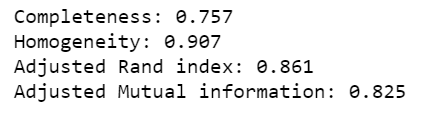 Completeness: 0.757
Homogeneity: 0.907
Adjusted Rand index: 0.861
Adjusted Mutual information: 0.825